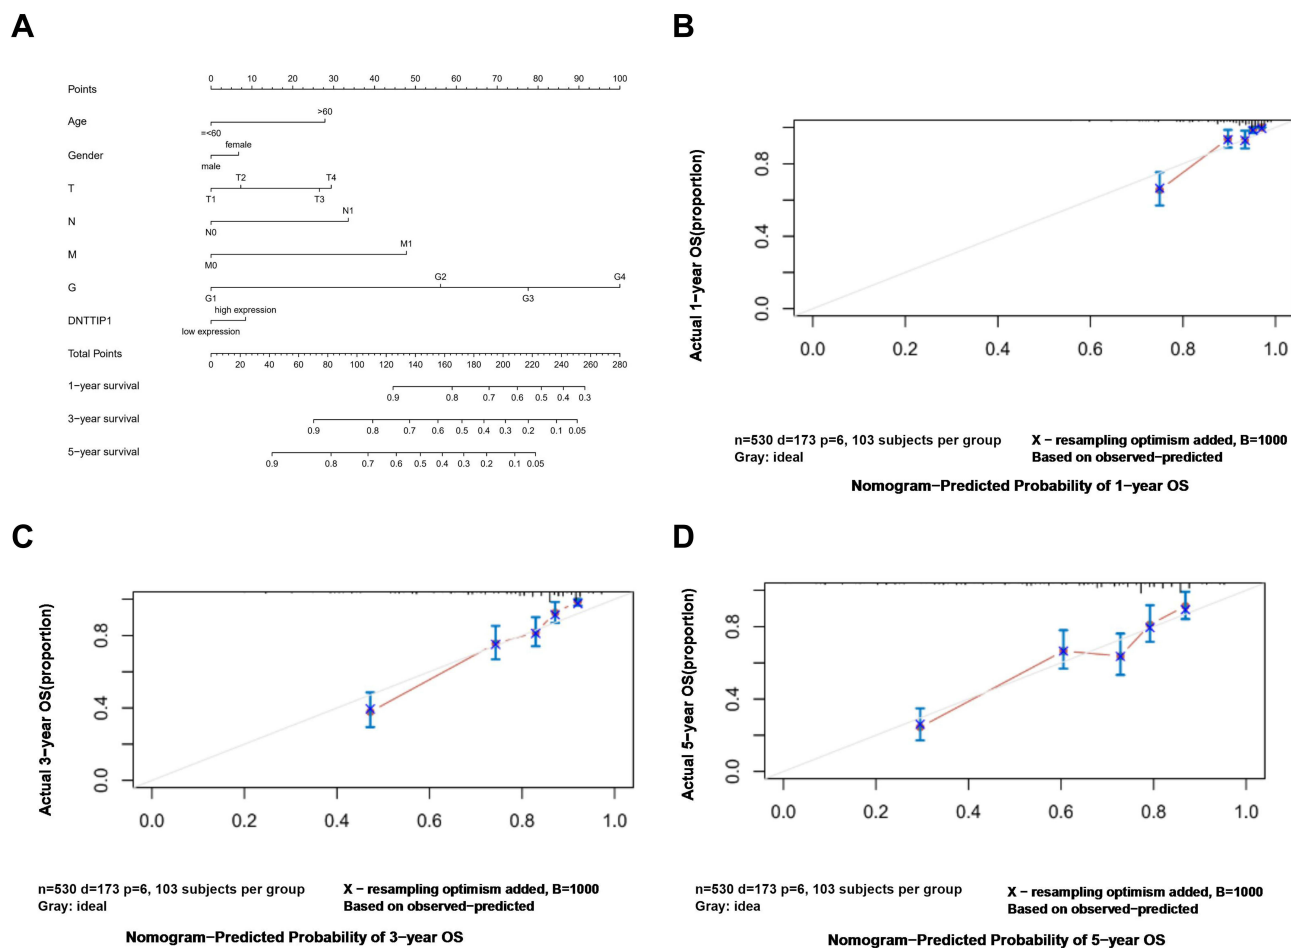 A
Points
0 10 20 30 40 50 60 70 80 90 100
Age
>60
=<60
Gender
female
male
T
T2 T4
T1 T3
N
N1
N0
M
M1
M0
G
G2 G4
G1 G3
DNTTIP1
high expression
low expression
Total Points
0 20 40 60 80 100 120 140 160 180 200 220 240 260 280
1−year survival
0.9 0.8 0.7 0.6 0.5 0.4 0.3
3−year survival
0.9 0.8 0.7 0.6 0.5 0.4 0.3 0.2 0.1 0.05
5−year survival
0.9 0.8 0.7 0.6 0.5 0.4 0.3 0.2 0.1 0.05
B
Actual 1−year OS(proportion)
0.8
0.4
0.0
0.0 0.2 0.4 0.6 0.8 1.0
n=530 d=173 p=6, 103 subjects per group
Gray: ideal
X − resampling optimism added, B=1000
Based on observed−predicted
Nomogram−Predicted Probability of 1−year OS
C
Actual 3−year OS(proportion)
0.8
0.4
0.0
0.0 0.2 0.4 0.6 0.8 1.0
n=530 d=173 p=6, 103 subjects per group
Gray: ideal
X − resampling optimism added, B=1000
Based on observed−predicted
Nomogram−Predicted Probability of 3−year OS
D
Actual 5−year OS(proportion)
0.8
0.4
0.0
0.0 0.2 0.4 0.6 0.8 1.0
n=530 d=173 p=6, 103 subjects per group
Gray: idea
X − resampling optimism added, B=1000
Based on observed−predicted
Nomogram−Predicted Probability of 5−year OS